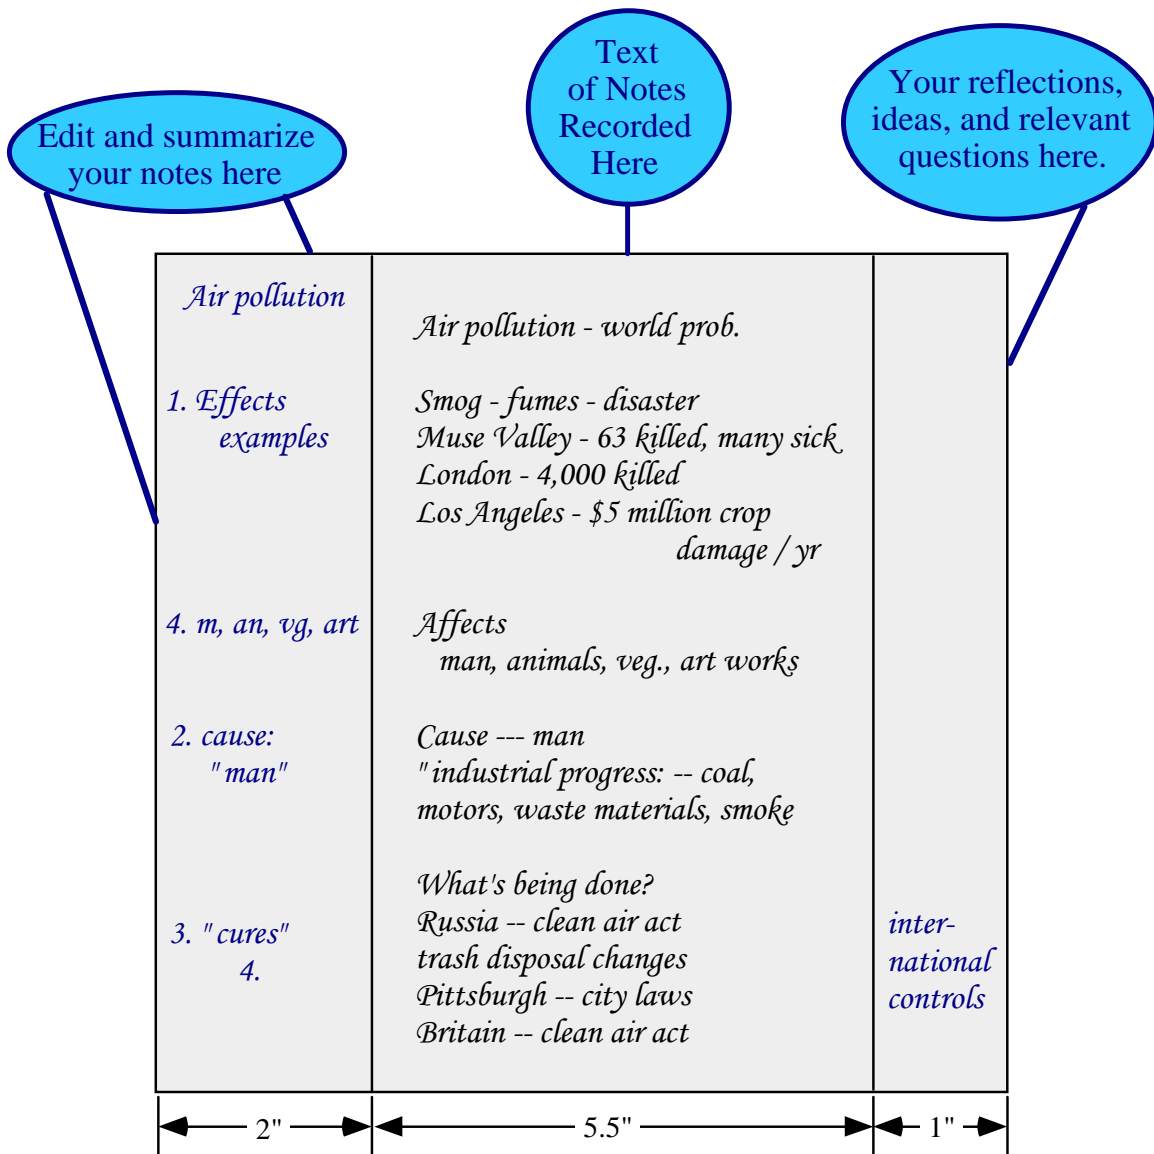 Edit and summarize
your notes here
Text
of Notes
Recorded
Here
Your reflections,
ideas, and relevant
questions here.
Air pollution
1. Effects
examples
4. m, an, vg, art
2. cause:
"man"
3. "cures"
4.
Air pollution - world prob.
Smog - fumes - disaster
Muse Valley - 63 killed, many sick
London - 4,000 killed
Los Angeles - $5 million crop
damage / yr
Affects
man, animals, veg., art works
Cause --- man
"industrial progress: -- coal,
motors, waste materials, smoke
What's being done?
Russia -- clean air act
trash disposal changes
Pittsburgh -- city laws
Britain -- clean air act
inter-
national
controls
2"
5.5"
1"